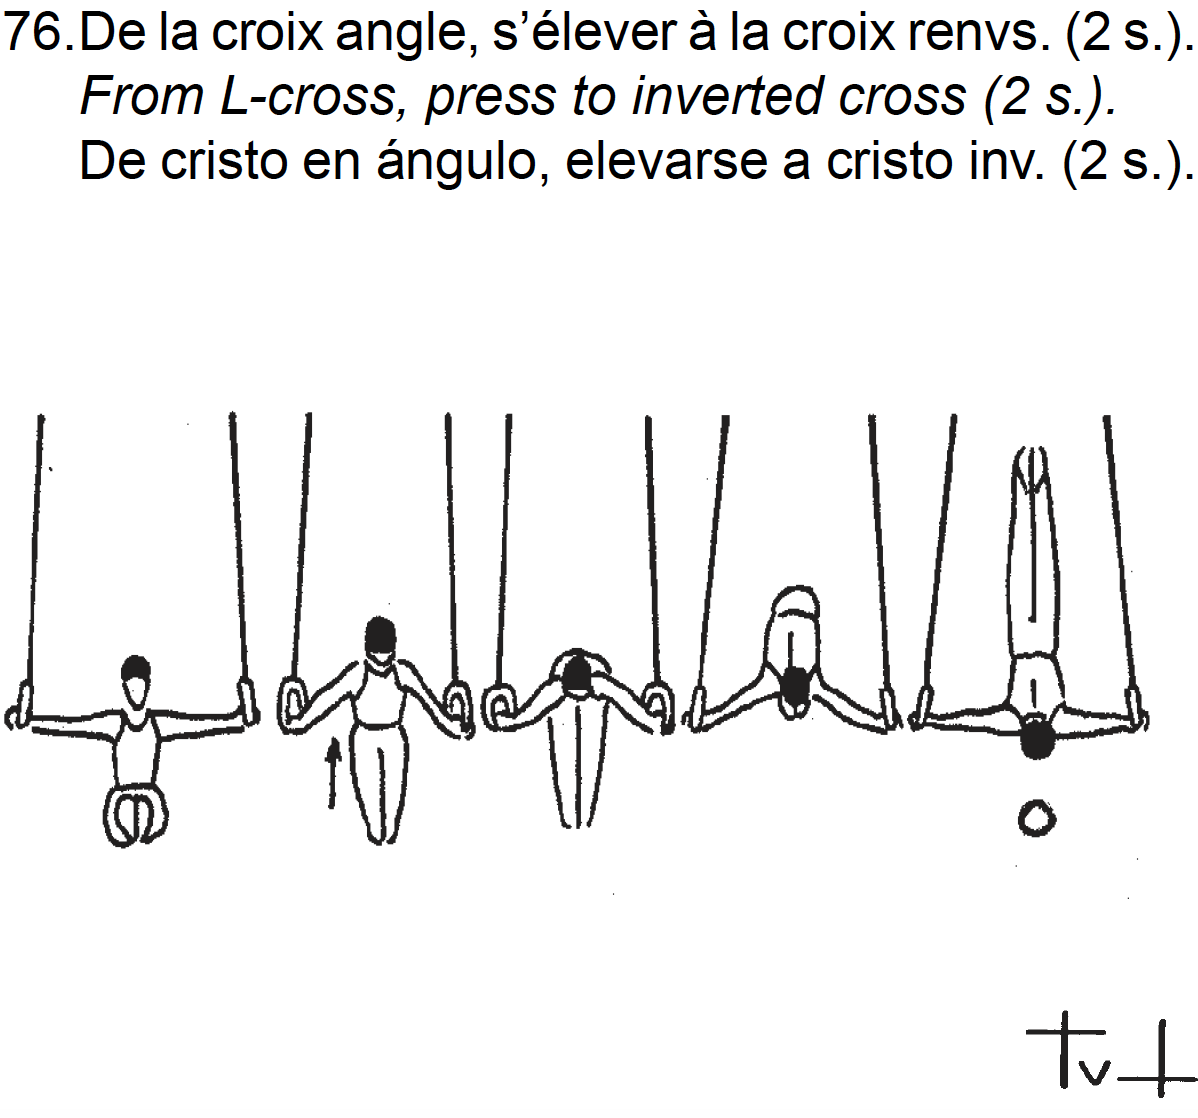 76.De la croix angle, s’élever à la croix renvs. (2 s.).
From L-cross, press to inverted cross (2 s.).
De cristo en ángulo, elevarse a cristo inv. (2 s.).